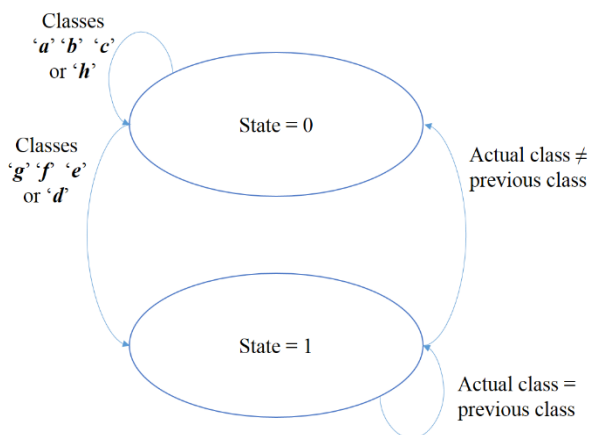 Classes
‘a’ ‘b’ ‘c’
or ‘h’
State = 0
Classes
‘g’ ‘f’ ‘e’
or ‘d’
Actual class ≠
previous class
State = 1
Actual class =
previous class